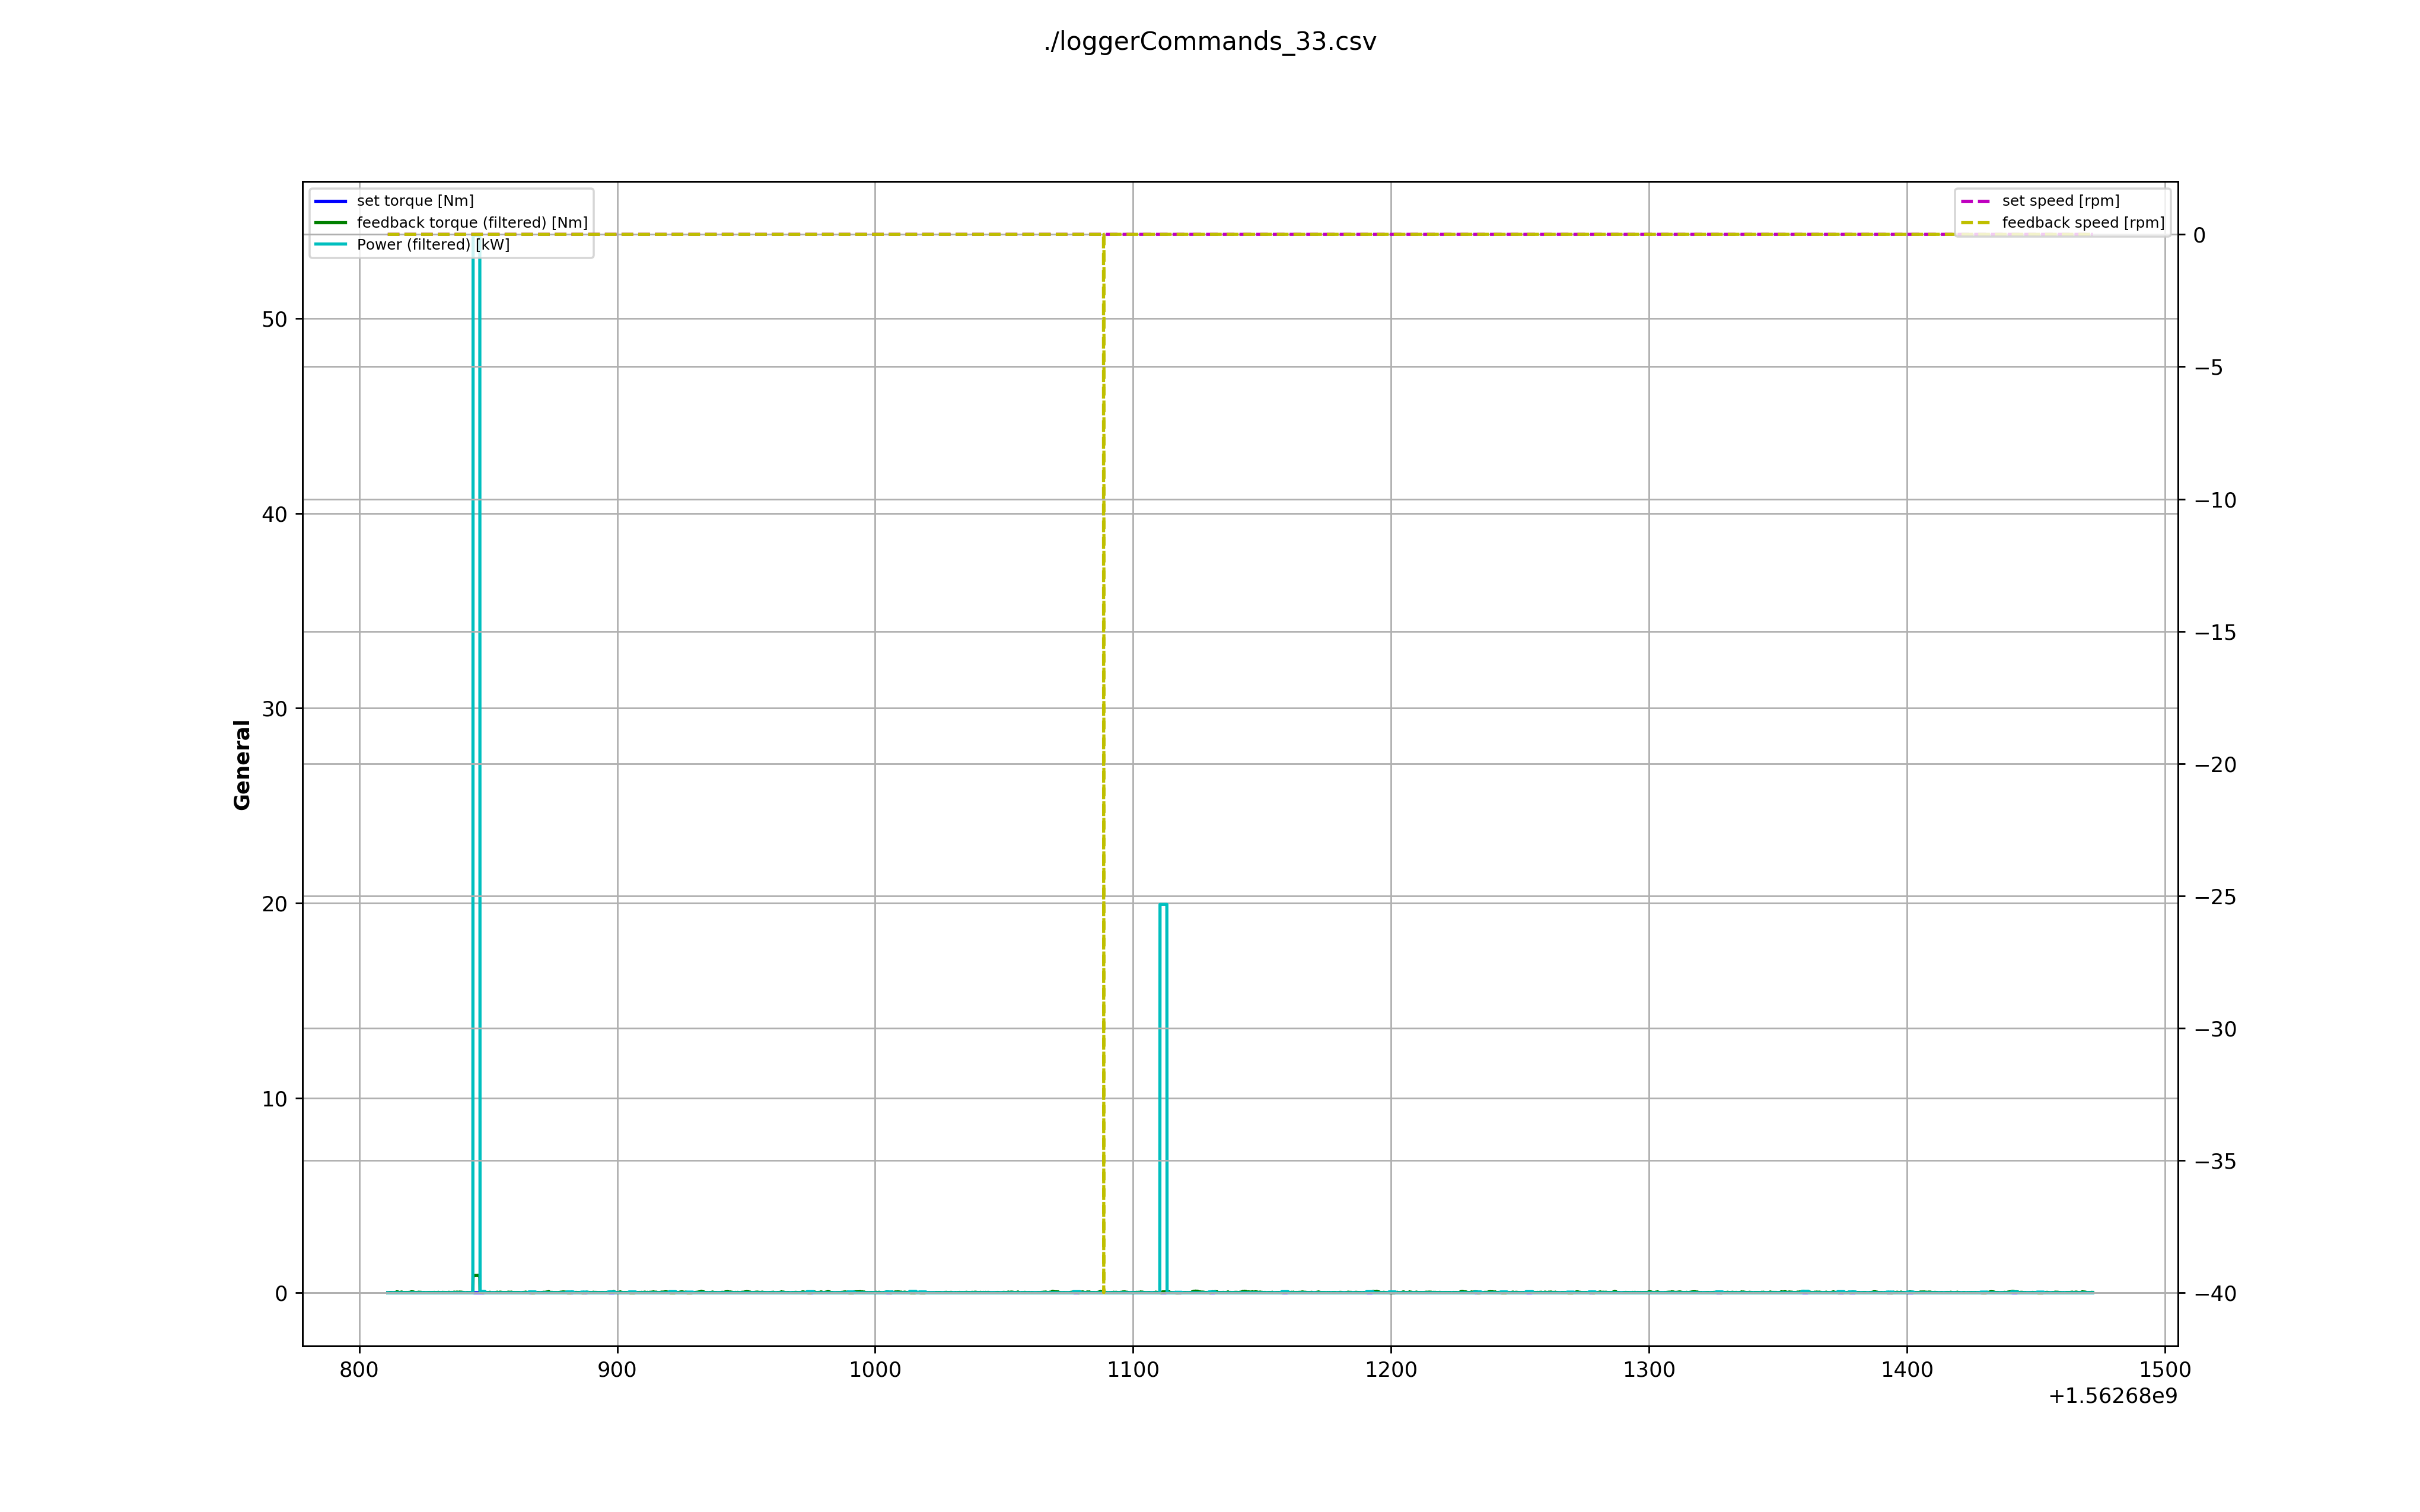 ./loggerCommands_33.csv
set torque [Nm]
feedback torque (filtered) [Nm]
Power (filtered) [kW]
set speed [rpm]
feedback speed [rpm]
General
50
40
30
20
10
0
0
−5
−10
−15
−20
−25
−30
−35
−40
800 900 1000 1100 1200 1300 1400 1500
+1.56268e9